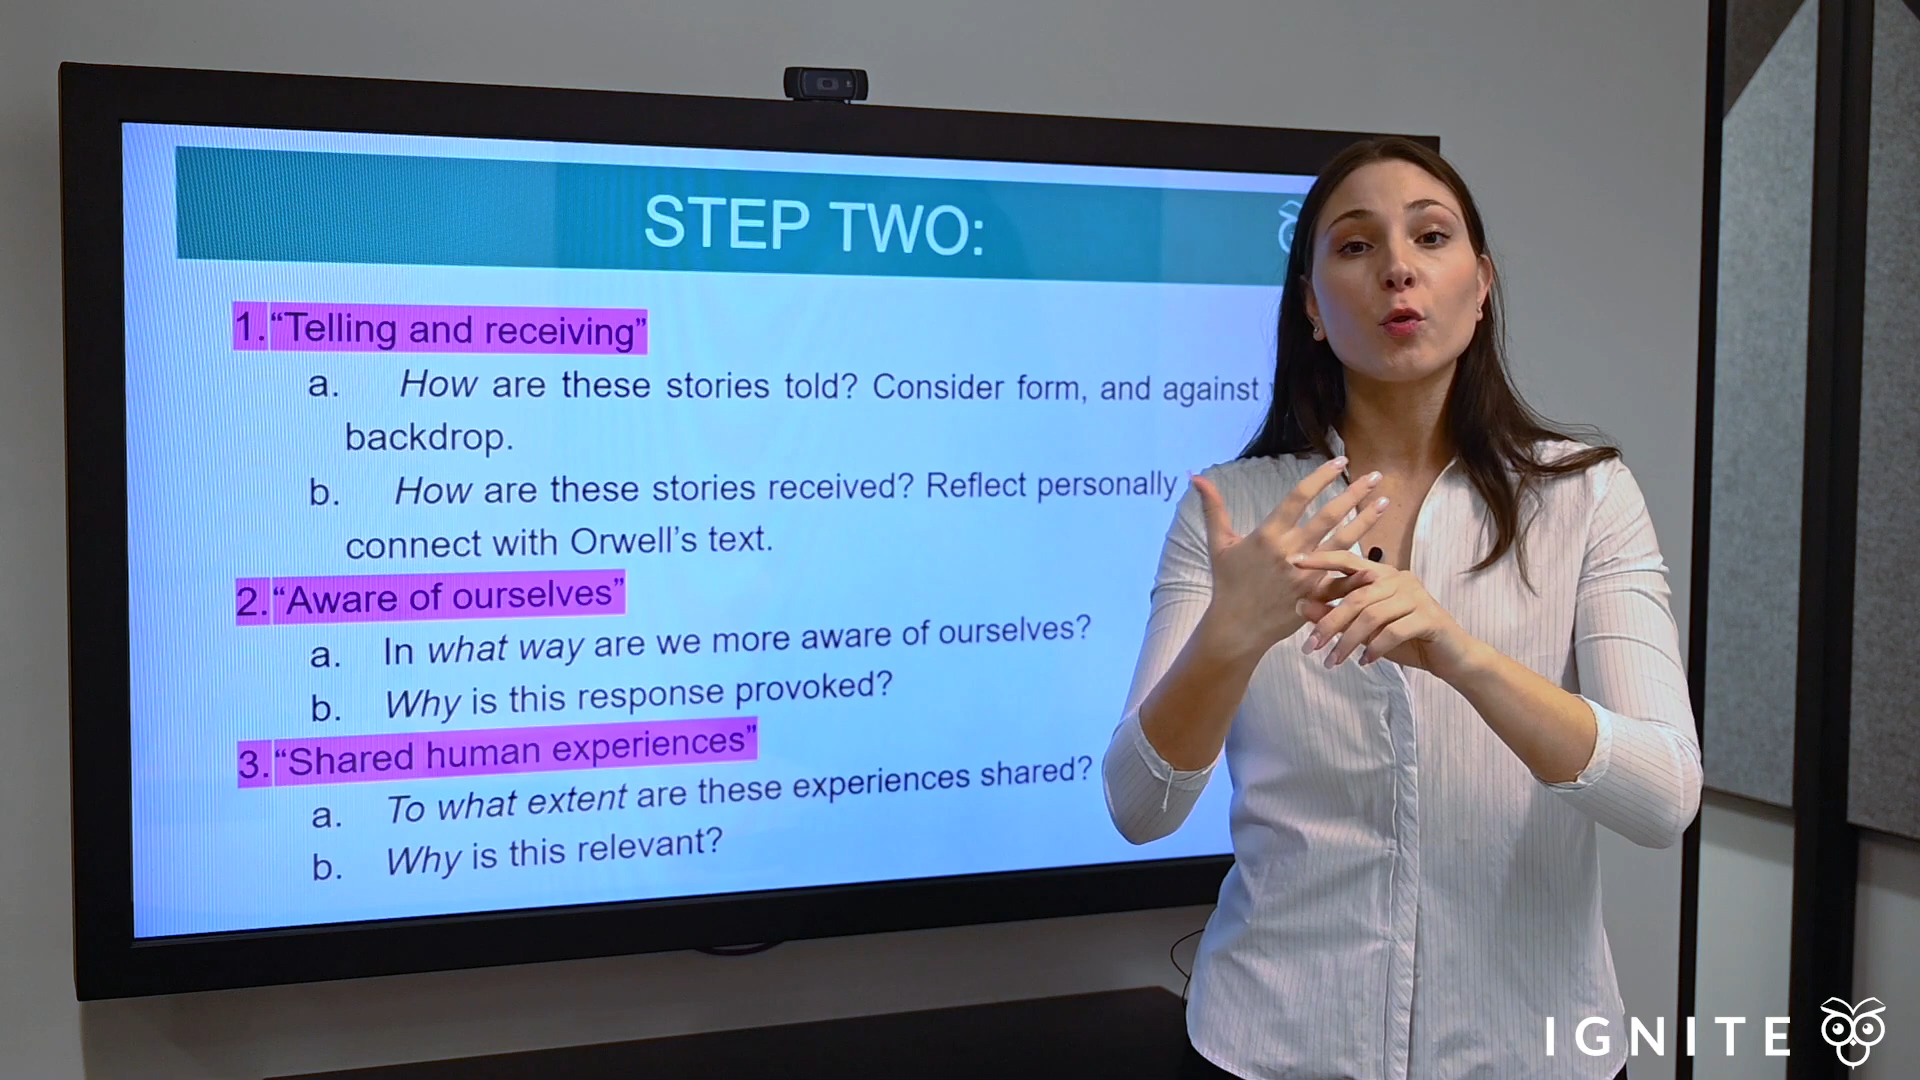 STEP TWO:
1. “Telling and receiving”
a. How are these stories told? Consider form, and against
backdrop.
b. How are these stories received? Reflect personally
connect with Orwell’s text.
2. “Aware of ourselves”
a. In what way are we more aware of ourselves?
b. Why is this response provoked?
3. “Shared human experiences”
a. To what extent are these experiences shared?
b. Why is this relevant?
IGNITE